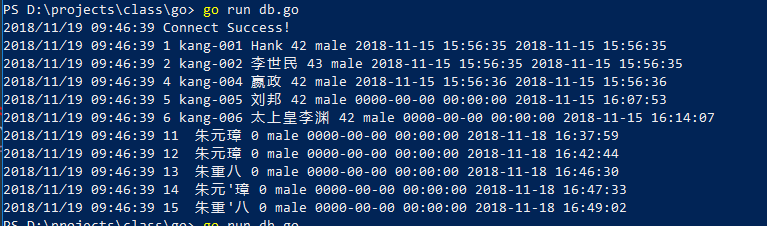 PS D:\projects\class\go> go run db.go
2018/11/19 09:46:39 Connect Success!
2018/11/19 09:46:39 1 kang-001 Hank 42 male 2018-11-15 15:56:35 2018-11-15 15:56:35
2018/11/19 09:46:39 2 kang-002 李世民 43 male 2018-11-15 15:56:35 2018-11-15 15:56:35
2018/11/19 09:46:39 4 kang-004 嬴政 42 male 2018-11-15 15:56:36 2018-11-15 15:56:36
2018/11/19 09:46:39 5 kang-005 刘邦 42 male 0000-00-00 00:00:00 2018-11-15 16:07:53
2018/11/19 09:46:39 6 kang-006 太上皇李渊 42 male 0000-00-00 00:00:00 2018-11-15 16:14:07
2018/11/19 09:46:39 11  朱元璋 0 male 0000-00-00 00:00:00 2018-11-18 16:37:59
2018/11/19 09:46:39 12  朱元璋 0 male 0000-00-00 00:00:00 2018-11-18 16:42:44
2018/11/19 09:46:39 13  朱重八 0 male 0000-00-00 00:00:00 2018-11-18 16:46:30
2018/11/19 09:46:39 14  朱元'璋 0 male 0000-00-00 00:00:00 2018-11-18 16:47:33
2018/11/19 09:46:39 15  朱重'八 0 male 0000-00-00 00:00:00 2018-11-18 16:49:02
PS D:\projects\class\go> go run db.go